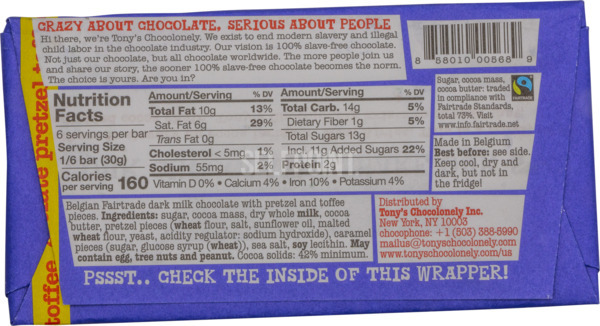 CRAZY ABOUT CHOCOLATE, SERIOUS ABOUT PEOPLE
Hi there, we're Tony's Chocolonely. We exist to end modern slavery and illegal
child labor in the chocolate industry. Our vision is 100% slave-free chocolate.
Not just our chocolate, but all chocolate worldwide. The more people join us
and share our story, the sooner 100% slave-free chocolate becomes the norm.
The choice is yours. Are you in?
8 58010 00568 9
Nutrition
Facts
6 servings per bar
Serving Size
1/6 bar (30g)
Calories
per serving 160
Amount/Serving % DV
Total Fat 10g 13%
Sat. Fat 6g 29%
Trans Fat 0g
Cholesterol < 5mg 1%
Sodium 55mg 2%
Amount/Serving % DV
Total Carb. 14g 5%
Dietary Fiber 1g 5%
Total Sugars 13g
Incl. 11g Added Sugars 22%
Protein 2g
Vitamin D 0% • Calcium 4% • Iron 10% • Potassium 4%
Sugar, cocoa mass,
cocoa butter: traded
in compliance with
Fairtrade Standards,
total 73%. Visit
www.info.fairtrade.net
Made in Belgium
Best before: see side.
Keep cool, dry and
dark, but not in
the fridge!
Belgian Fairtrade dark milk chocolate with pretzel and toffee
pieces. Ingredients: sugar, cocoa mass, dry whole milk, cocoa
butter, pretzel pieces (wheat flour, salt, sunflower oil, malted
wheat flour, yeast, acidity regulator: sodium hydroxide), caramel
pieces (sugar, glucose syrup (wheat)), sea salt, soy lecithin. May
contain egg, tree nuts and peanut. Cocoa solids: 42% minimum.
Distributed by
Tony's Chocolonely Inc.
New York, NY 10003
chocophone: +1 (503) 388-5990
mailus@tonyschocolonely.com
www.tonyschocolonely.com/us
PSSST.. CHECK THE INSIDE OF THIS WRAPPER!
toffee
pretzel